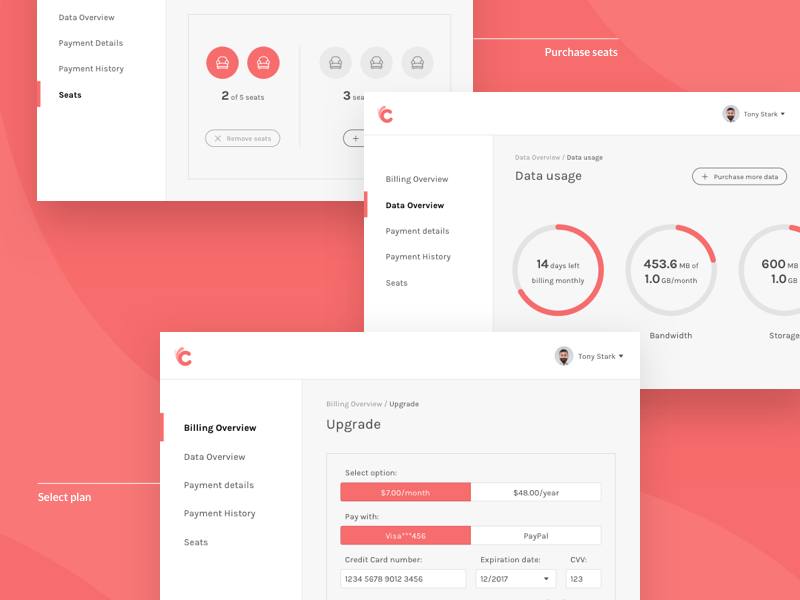 Data Overview
Payment Details
Payment History
Seats
2 of 5 seats
3
Remove seats
Purchase seats
Tony Stark
Data Overview / Data usage
Data usage
Purchase more data
Billing Overview
Data Overview
Payment details
Payment History
Seats
14 days left
billing monthly
453.6 MB of
1.0 GB/month
600 MB
1.0 GB
Bandwidth
Storage
Tony Stark
Billing Overview / Upgrade
Upgrade
Billing Overview
Data Overview
Payment details
Payment History
Seats
Select option:
$7.00/month
$48.00/year
Pay with:
Visa***456
PayPal
Credit Card number:
Expiration date:
CVV:
1234 5678 9012 3456
12/2017
123
Select plan